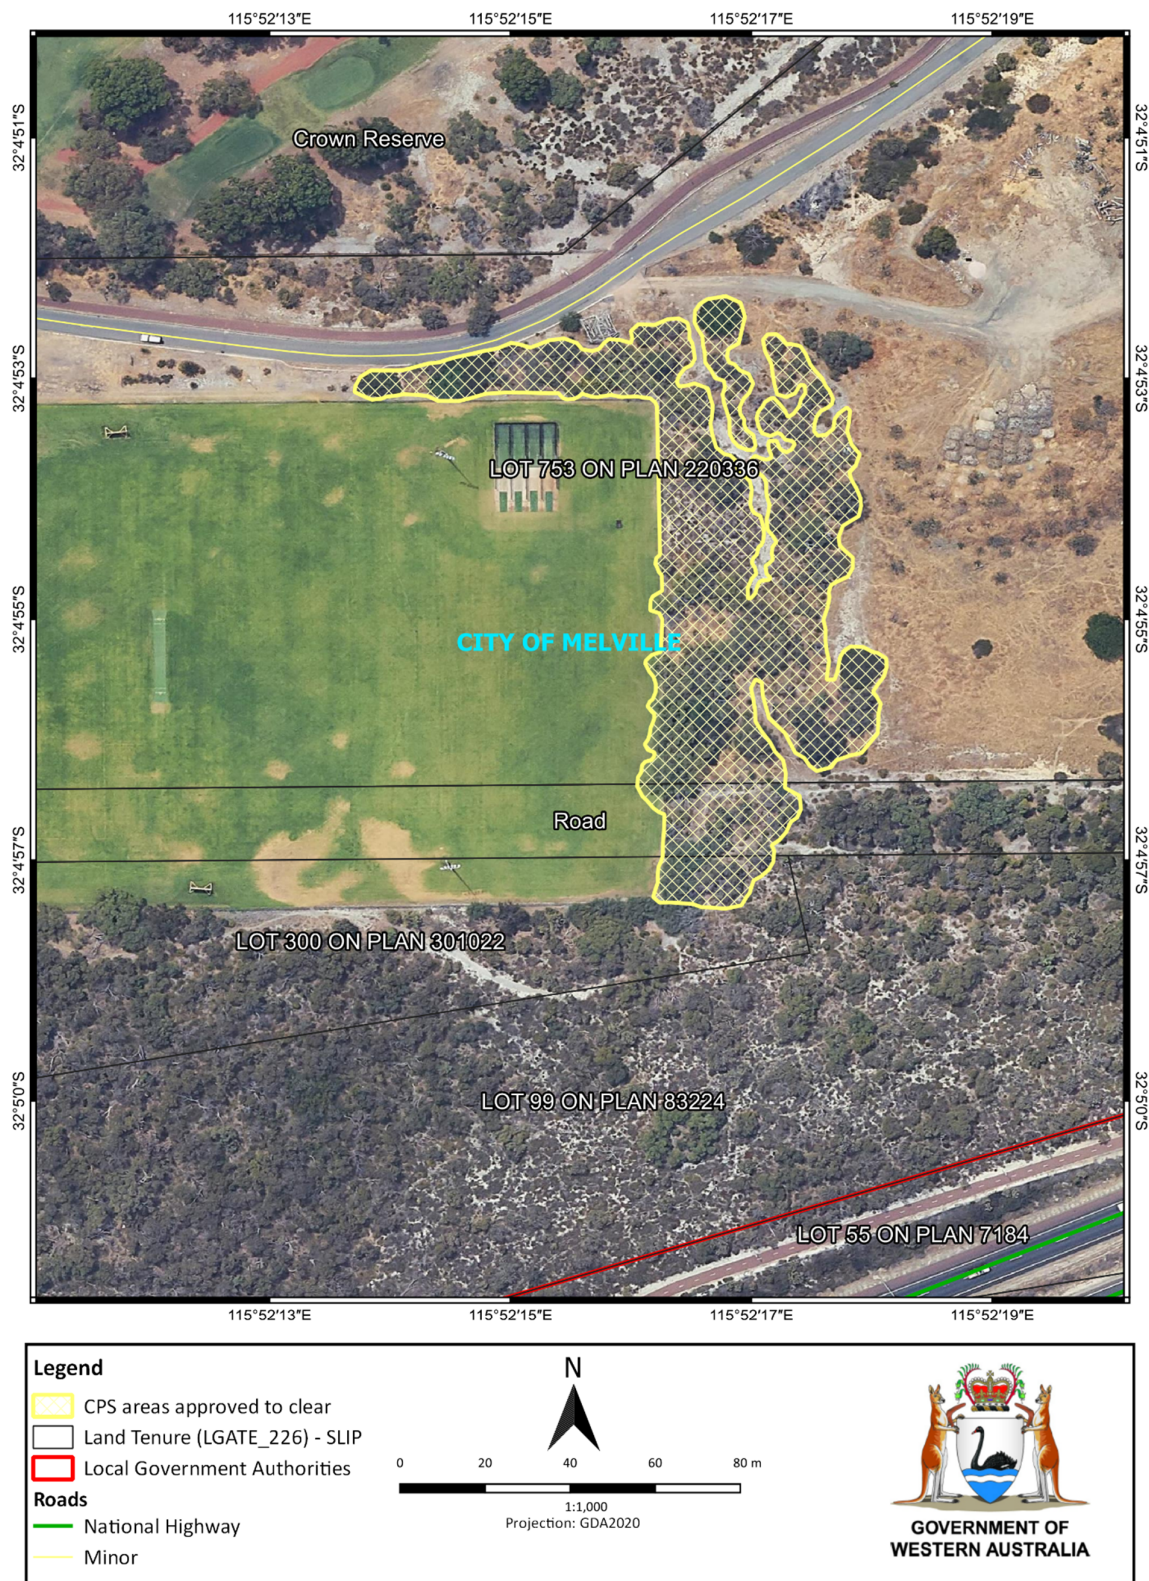 115°52'13"E 115°52'15"E 115°52'17"E 115°52'19"E
32°4'51"S
32°4'51"S
Crown Reserve
32°4'53"S
32°4'53"S
LOT 753 ON PLAN 220336
32°4'55"S
32°4'55"S
CITY OF MELVILLE
Road
32°4'57"S
32°4'57"S
LOT 300 ON PLAN 301022
32°5'0"S
32°5'0"S
LOT 99 ON PLAN 83224
LOT 55 ON PLAN 7184
115°52'13"E 115°52'15"E 115°52'17"E 115°52'19"E
Legend
CPS areas approved to clear
Land Tenure (LGATE_226) - SLIP
Local Government Authorities
Roads
National Highway
Minor
N
0 20 40 60 80 m
1:1,000
Projection: GDA2020
GOVERNMENT OF
WESTERN AUSTRALIA